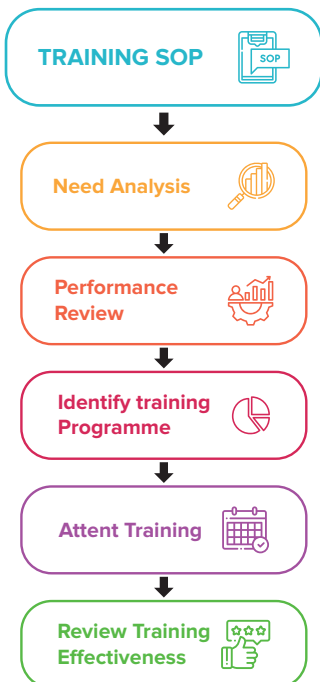 TRAINING SOP
SOP
Need Analysis
Performance
Review
Identify training
Programme
Attent Training
Review Training
Effectiveness